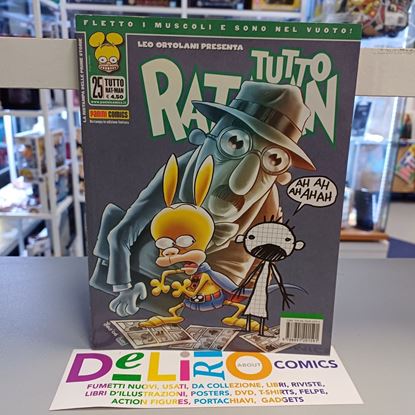 FLETTO I MUSCOLI E SONO NEL VUOTO!
LEO ORTOLANI PRESENTA
TUTTO
RAT-MAN
25
TUTTO
RAT-MAN
€ 4,50
PANINI COMICS
AH AH
AHAHAH
DELIRIO
ABOUT
COMICS
FUMETTI NUOVI, USATI, DA COLLEZIONE, LIBRI, RIVISTE,
LIBRI D'ILLUSTRAZIONI, POSTERS, DVD, T-SHIRTS, FELPE,
ACTION FIGURES, PORTACHIAVI, GADGETS